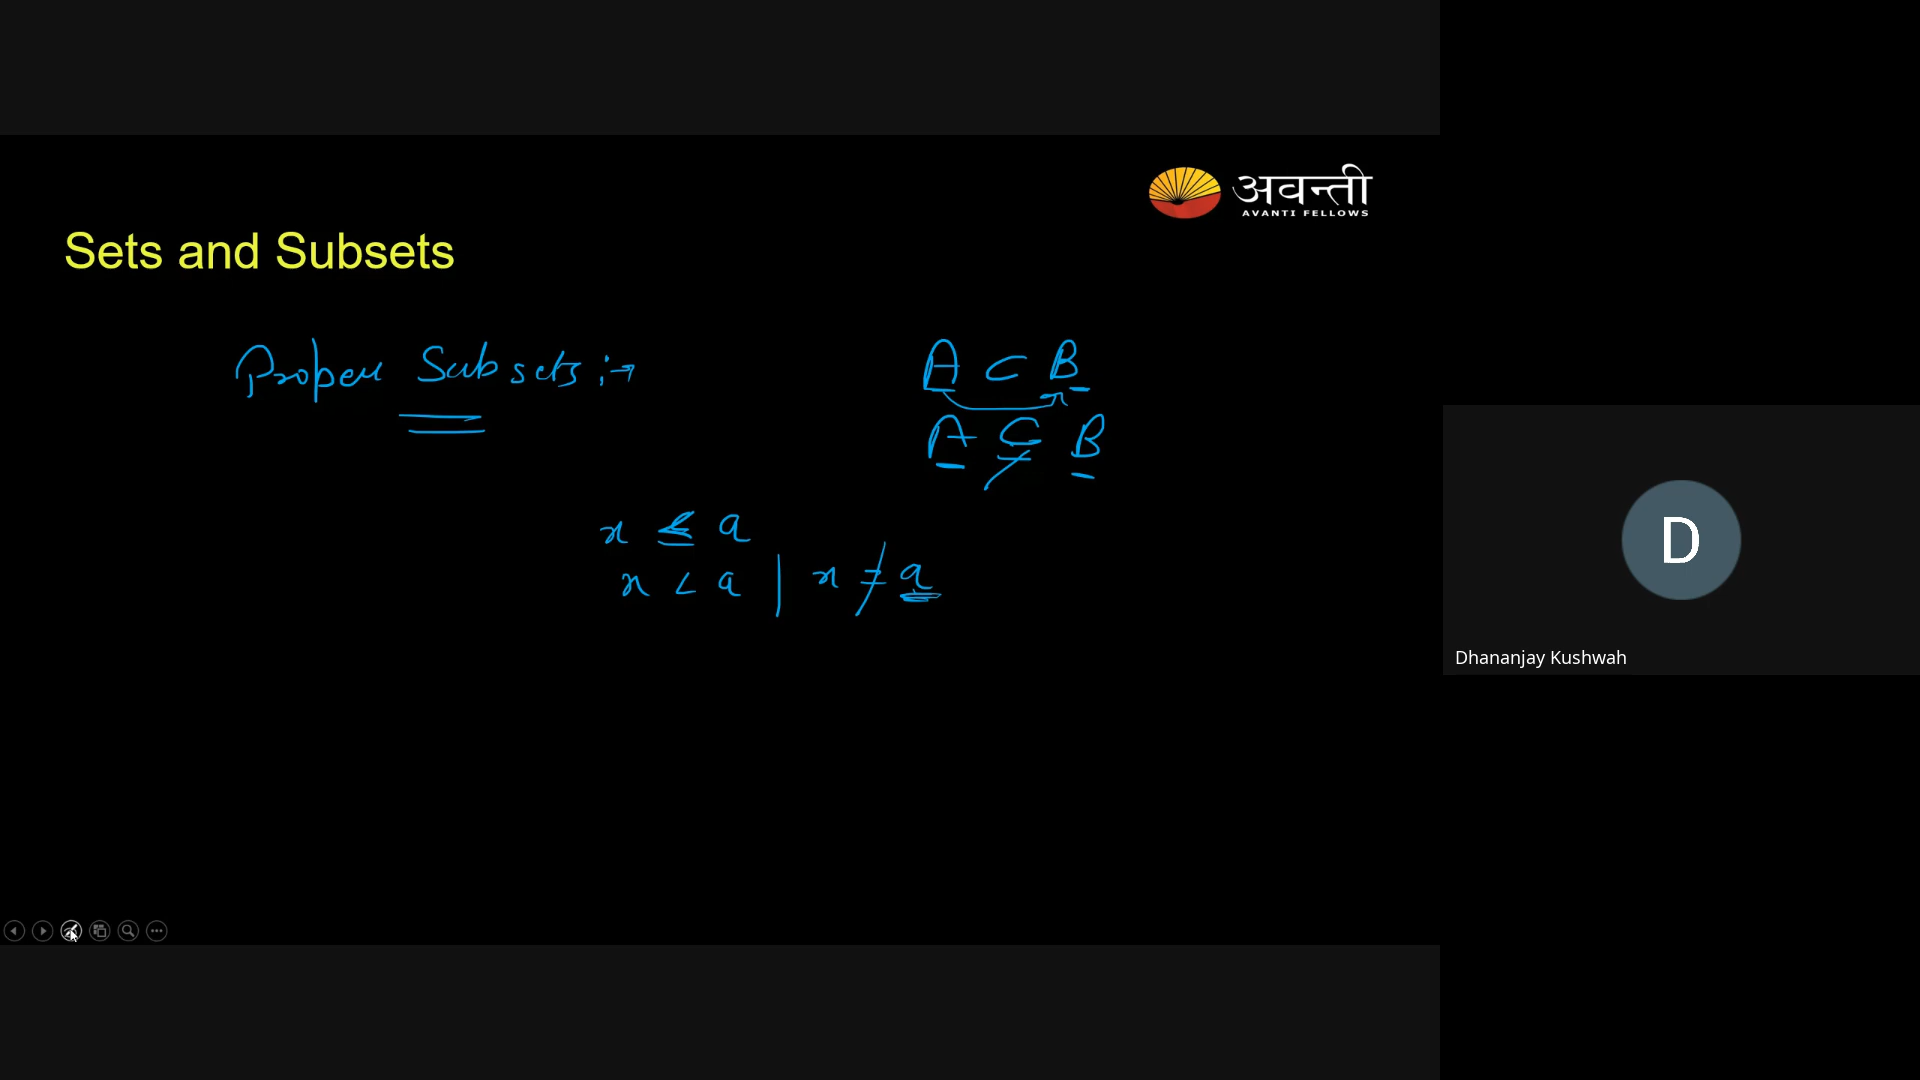 अवन्ती
AVANTI FELLOWS
Sets and Subsets
Proper Subsets :→
A ⊂ B
A ⊊ B
x ≤ a
x < a | x ≠ a
D
Dhananjay Kushwah